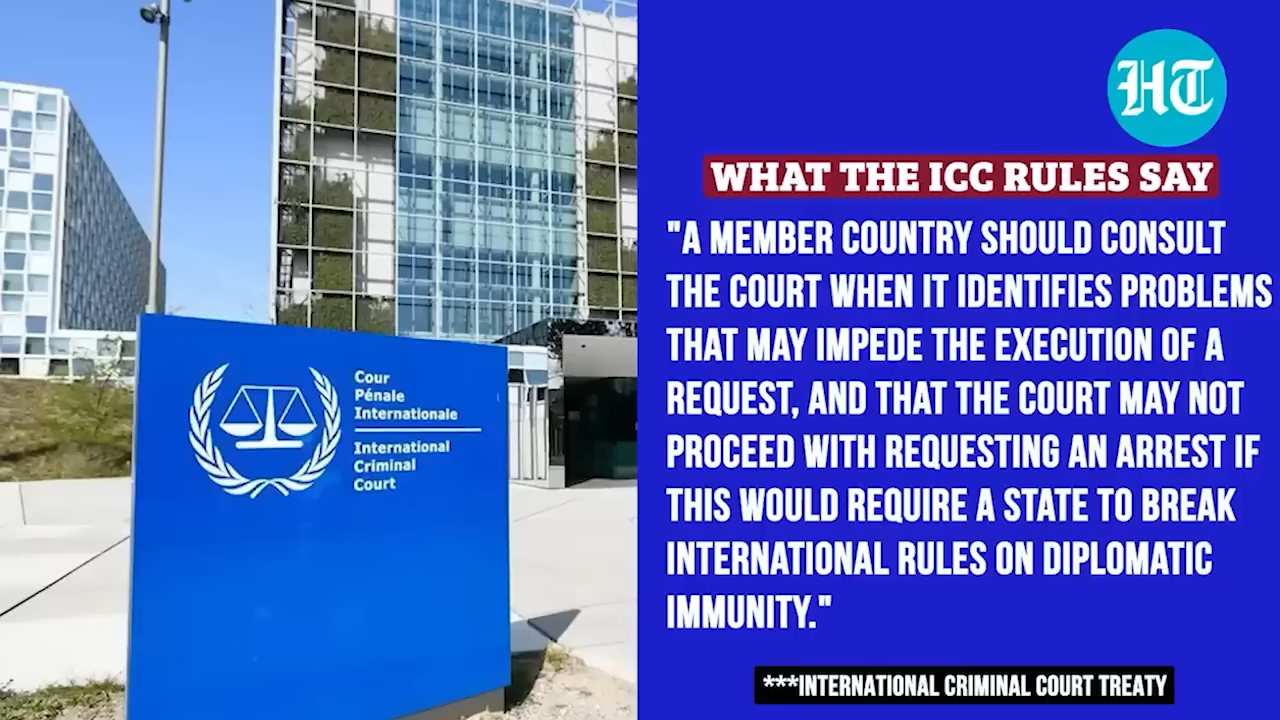 Cour
Pénale
Internationale
International
Criminal
Court
HT
WHAT THE ICC RULES SAY
"A MEMBER COUNTRY SHOULD CONSULT
THE COURT WHEN IT IDENTIFIES PROBLEMS
THAT MAY IMPEDE THE EXECUTION OF A
REQUEST, AND THAT THE COURT MAY NOT
PROCEED WITH REQUESTING AN ARREST IF
THIS WOULD REQUIRE A STATE TO BREAK
INTERNATIONAL RULES ON DIPLOMATIC
IMMUNITY."
***INTERNATIONAL CRIMINAL COURT TREATY